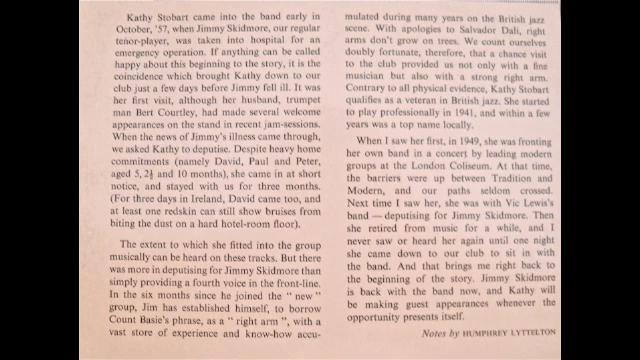 Kathy Stobart came into the band early in
October, '57, when Jimmy Skidmore, our regular
tenor-player, was taken into hospital for an
emergency operation. If anything can be called
happy about this beginning to the story, it is the
coincidence which brought Kathy down to our
club just a few days before Jimmy fell ill. It was
her first visit, although her husband, trumpet
man Bert Courtley, had made several welcome
appearances on the stand in recent jam-sessions.
When the news of Jimmy's illness came through,
we asked Kathy to deputise. Despite heavy home
commitments (namely David, Paul and Peter,
aged 5, 2½ and 10 months), she came in at short
notice, and stayed with us for three months.
(For three days in Ireland, David came too, and
at least one redskin can still show bruises from
biting the dust on a hard hotel-room floor).
The extent to which she fitted into the group
musically can be heard on these tracks. But there
was more in deputising for Jimmy Skidmore than
simply providing a fourth voice in the front-line.
In the six months since he joined the " new "
group, Jim has established himself, to borrow
Count Basie's phrase, as a " right arm ", with a
vast store of experience and know-how accu-
mulated during many years on the British jazz
scene. With apologies to Salvador Dali, right
arms don't grow on trees. We count ourselves
doubly fortunate, therefore, that a chance visit
to the club provided us not only with a fine
musician but also with a strong right arm.
Contrary to all physical evidence, Kathy Stobart
qualifies as a veteran in British jazz. She started
to play professionally in 1941, and within a few
years was a top name locally.
When I saw her first, in 1949, she was fronting
her own band in a concert by leading modern
groups at the London Coliseum. At that time,
the barriers were up between Tradition and
Modern, and our paths seldom crossed.
Next time I saw her, she was with Vic Lewis's
band — deputising for Jimmy Skidmore. Then
she retired from music for a while, and I
never saw or heard her again until one night
she came down to our club to sit in with
the band. And that brings me right back to
the beginning of the story. Jimmy Skidmore
is back with the band now, and Kathy will
be making guest appearances whenever the
opportunity presents itself.
Notes by HUMPHREY LYTTELTON